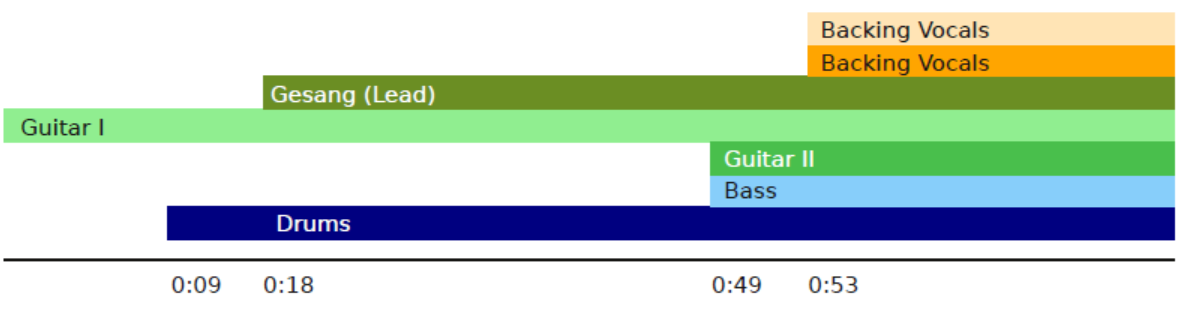 Backing Vocals
Backing Vocals
Gesang (Lead)
Guitar I
Guitar II
Bass
Drums
0:09 0:18 0:49 0:53